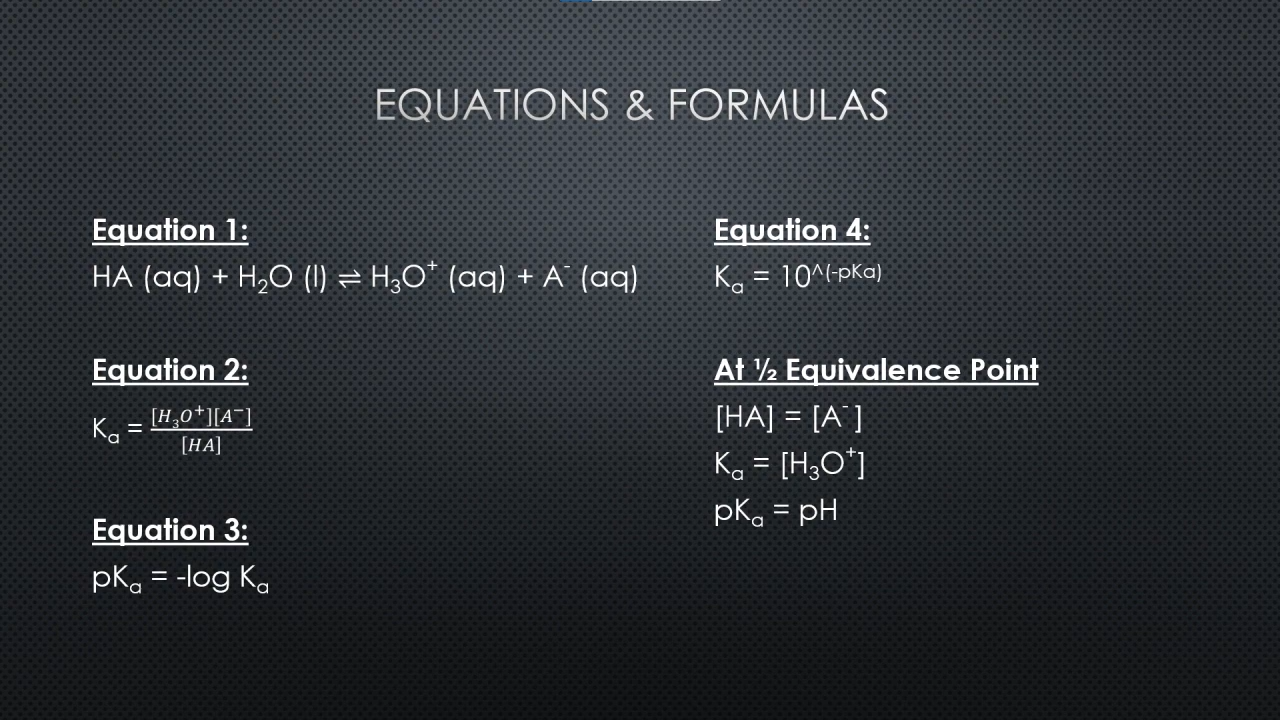 EQUATIONS & FORMULAS
Equation 1:
HA (aq) + H₂O (l) ⇌ H₃O⁺ (aq) + A⁻ (aq)
Equation 2:
Kₐ = [H₃O⁺][A⁻] / [HA]
Equation 3:
pKₐ = -log Kₐ
Equation 4:
Kₐ = 10^(-pKa)
At ½ Equivalence Point
[HA] = [A⁻]
Kₐ = [H₃O⁺]
pKₐ = pH